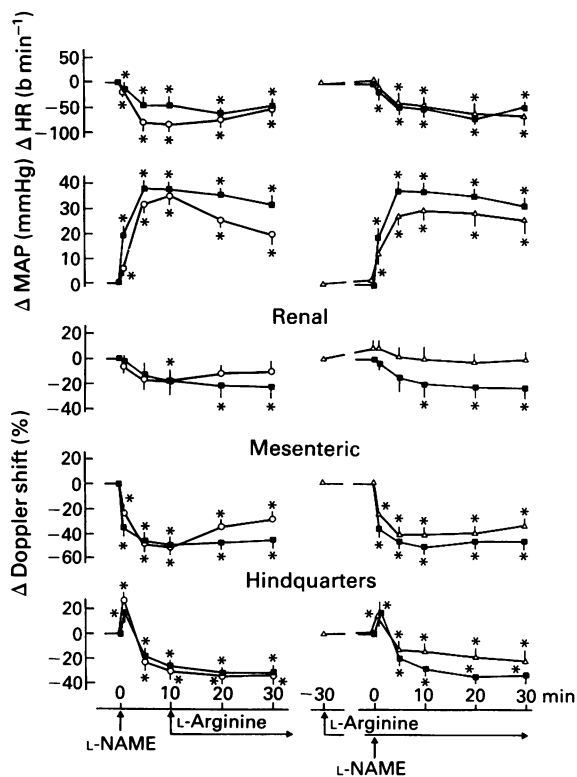 Δ HR (b min⁻¹)
50
0
−50
−100
Δ MAP (mmHg)
40
30
20
10
0
Renal
20
0
−20
−40
Δ Doppler shift (%)
Mesenteric
20
0
−20
−40
−60
Hindquarters
20
0
−20
−40
0 10 20 30 −30 0 10 20 30 min
L-Arginine L-Arginine
L-NAME
L-NAME